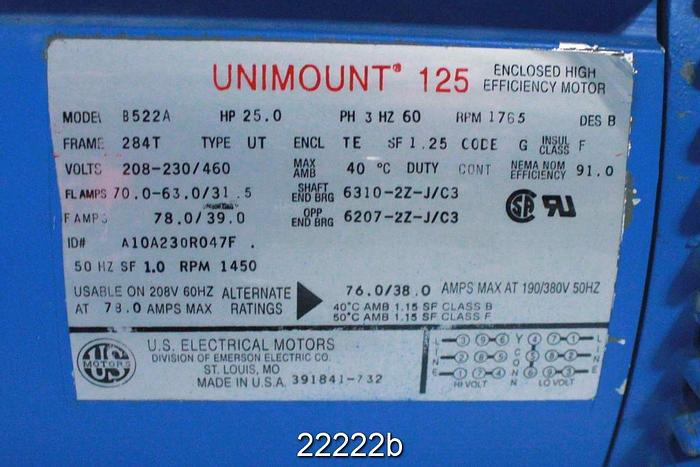 UNIMOUNT® 125 ENCLOSED HIGH EFFICIENCY MOTOR
MODEL B522A HP 25.0 PH 3 HZ 60 RPM 1765 DES B
FRAME 284T TYPE UT ENCL TE SF 1.25 CODE G INSUL CLASS F
VOLTS 208-230/460 MAX AMB 40 °C DUTY CONT NEMA NOM EFFICIENCY 91.0
FL AMPS 70.0-63.0/31.5 SHAFT END BRG 6310-2Z-J/C3
F AMPS 78.0/39.0 OPP END BRG 6207-2Z-J/C3
ID# A10A230R047F .
50 HZ SF 1.0 RPM 1450
USABLE ON 208V 60HZ
AT 78.0 AMPS MAX
ALTERNATE RATINGS
76.0/38.0 AMPS MAX AT 190/380V 50HZ
40°C AMB 1.15 SF CLASS B
50°C AMB 1.15 SF CLASS F
US MOTORS
U.S. ELECTRICAL MOTORS
DIVISION OF EMERSON ELECTRIC CO.
ST. LOUIS, MO
MADE IN U.S.A. 391841-732
LINE
Y CONN
LINE
HI VOLT LO VOLT
22222b